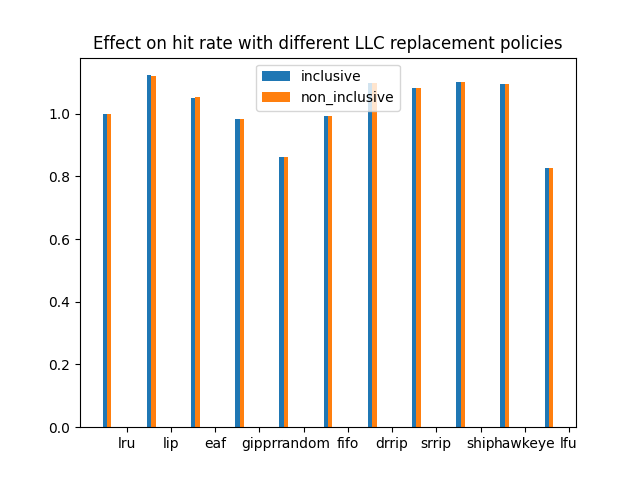 Effect on hit rate with different LLC replacement policies
inclusive
non_inclusive
1.0
0.8
0.6
0.4
0.2
0.0
lru lip eaf gippr random fifo drrip srrip ship hawkeye lfu